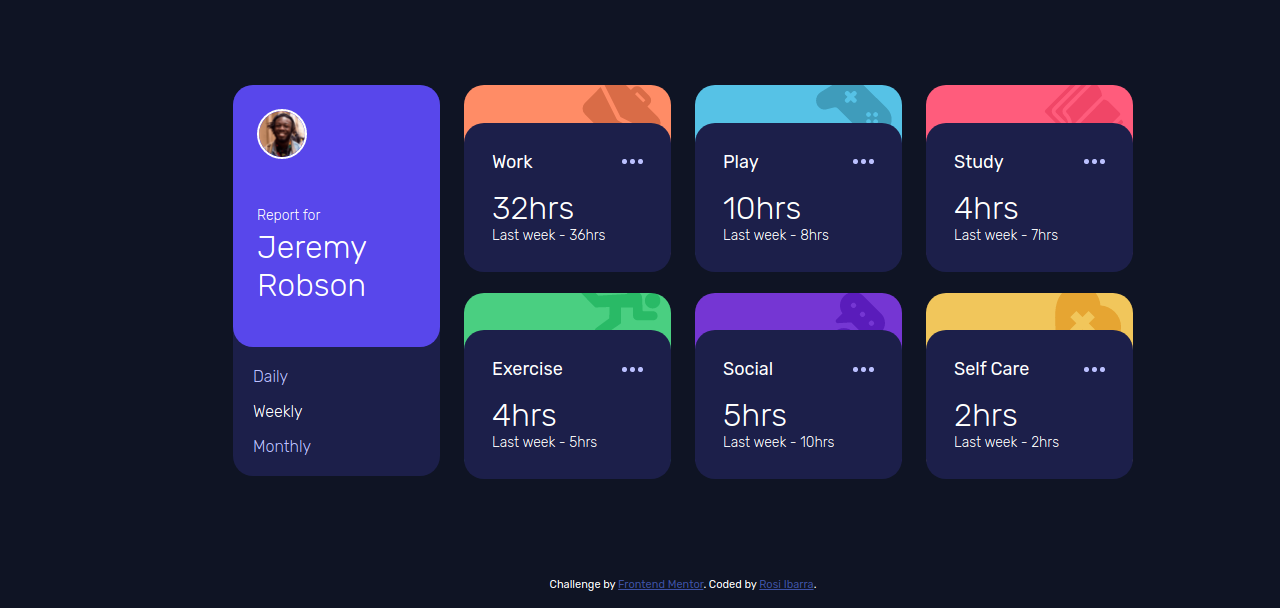 Report for
Jeremy
Robson
Daily
Weekly
Monthly
Work
32hrs
Last week - 36hrs
Play
10hrs
Last week - 8hrs
Study
4hrs
Last week - 7hrs
Exercise
4hrs
Last week - 5hrs
Social
5hrs
Last week - 10hrs
Self Care
2hrs
Last week - 2hrs
Challenge by Frontend Mentor. Coded by Rosi Ibarra.